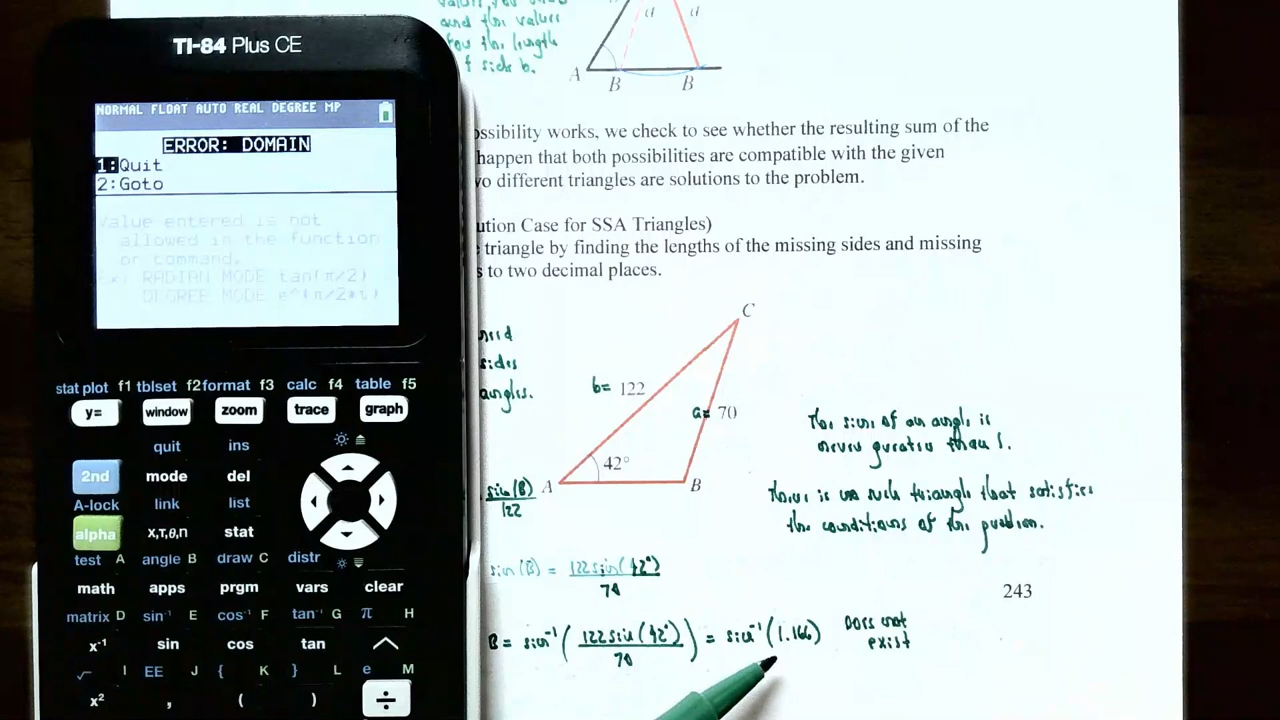 TI-84 Plus CE
NORMAL FLOAT AUTO REAL DEGREE MP
ERROR: DOMAIN
1:Quit
2:Goto
Value entered is not
allowed in the function
or command.
Ex: RADIAN MODE tan(π/2)
DEGREE MODE e^(π/2*i)
stat plot f1 tblset f2 format f3 calc f4 table f5
y= window zoom trace graph
quit ins
2nd mode del
A-lock link list
alpha x,T,θ,n stat
test A angle B draw C distr
math apps prgm vars clear
matrix D sin⁻¹ E cos⁻¹ F tan⁻¹ G π H
x⁻¹ sin cos tan ^
√ I EE J { K } L e M
x² , ( ) ÷
values you
and the values
for the length
f side b.
d d
A B B
ossibility works, we check to see whether the resulting sum of the
happen that both possibilities are compatible with the given
vo different triangles are solutions to the problem.
ution Case for SSA Triangles)
triangle by finding the lengths of the missing sides and missing
s to two decimal places.
sides
angles.
C
b= 122
a= 70
42°
A B
The sine of an angle is
never greater than 1.
There is no such triangle that satisfies
the conditions of the question.
sin(B)
122
sin(B) = 122sin(42°)
70
243
B = sin⁻¹(122sin(42°)/70) = sin⁻¹(1.166) Does not
exist